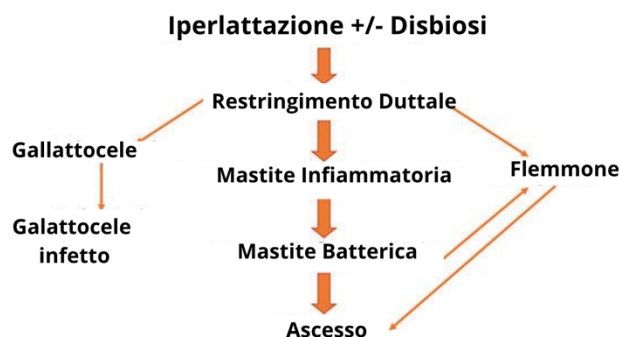 Iperlattazione +/- Disbiosi
Restringimento Duttale
Gallattocele
Mastite Infiammatoria
Flemmone
Galattocele
infetto
Mastite Batterica
Ascesso